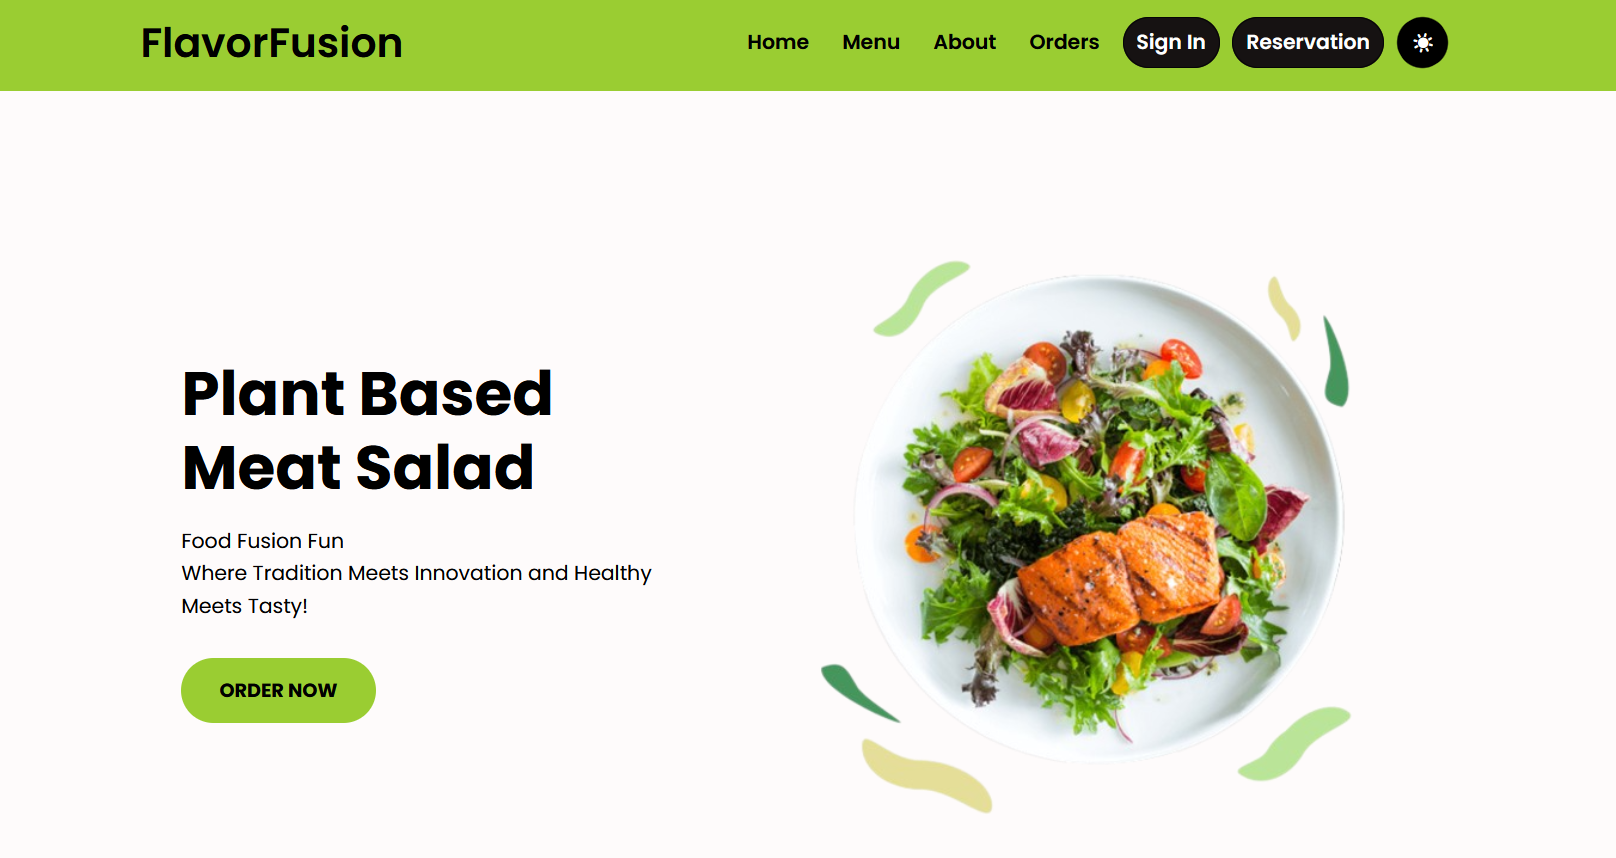 FlavorFusion
Home Menu About Orders Sign In Reservation
Plant Based
Meat Salad
Food Fusion Fun
Where Tradition Meets Innovation and Healthy
Meets Tasty!
ORDER NOW